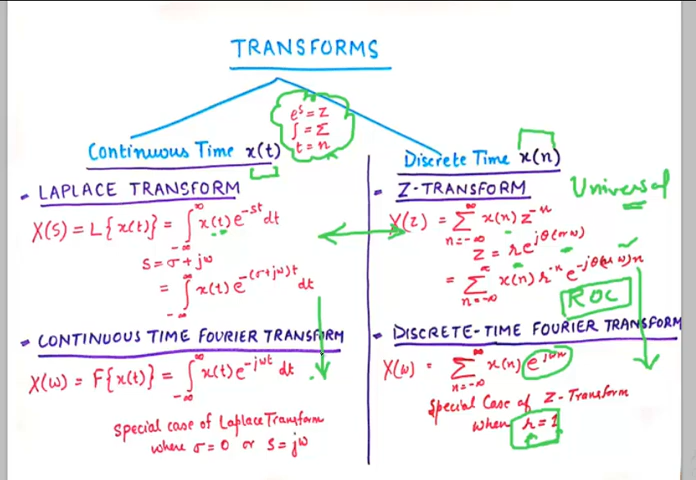 TRANSFORMS
e^s = z
∫ = Σ
t = n
Continuous Time x(t)
• LAPLACE TRANSFORM
X(S) = L{x(t)} = ∫_{-∞}^{∞} x(t) e^{-st} dt
S = σ + jω
= ∫_{-∞}^{∞} x(t) e^{-(σ+jω)t} dt
• CONTINUOUS TIME FOURIER TRANSFORM
X(ω) = F{x(t)} = ∫_{-∞}^{∞} x(t) e^{-jωt} dt
Special case of Laplace Transform
where σ = 0 or S = jω
Discrete Time x(n)
• Z-TRANSFORM
Universal
X(z) = Σ_{n=-∞}^{∞} x(n) z^{-n}
z = r e^{jθ(or ω)}
= Σ_{n=-∞}^{∞} x(n) r^{-n} e^{-jθ(or ω)n}
ROC
• DISCRETE-TIME FOURIER TRANSFORM
X(ω) = Σ_{n=-∞}^{∞} x(n) e^{-jωn}
Special Case of Z-Transform
when r = 1